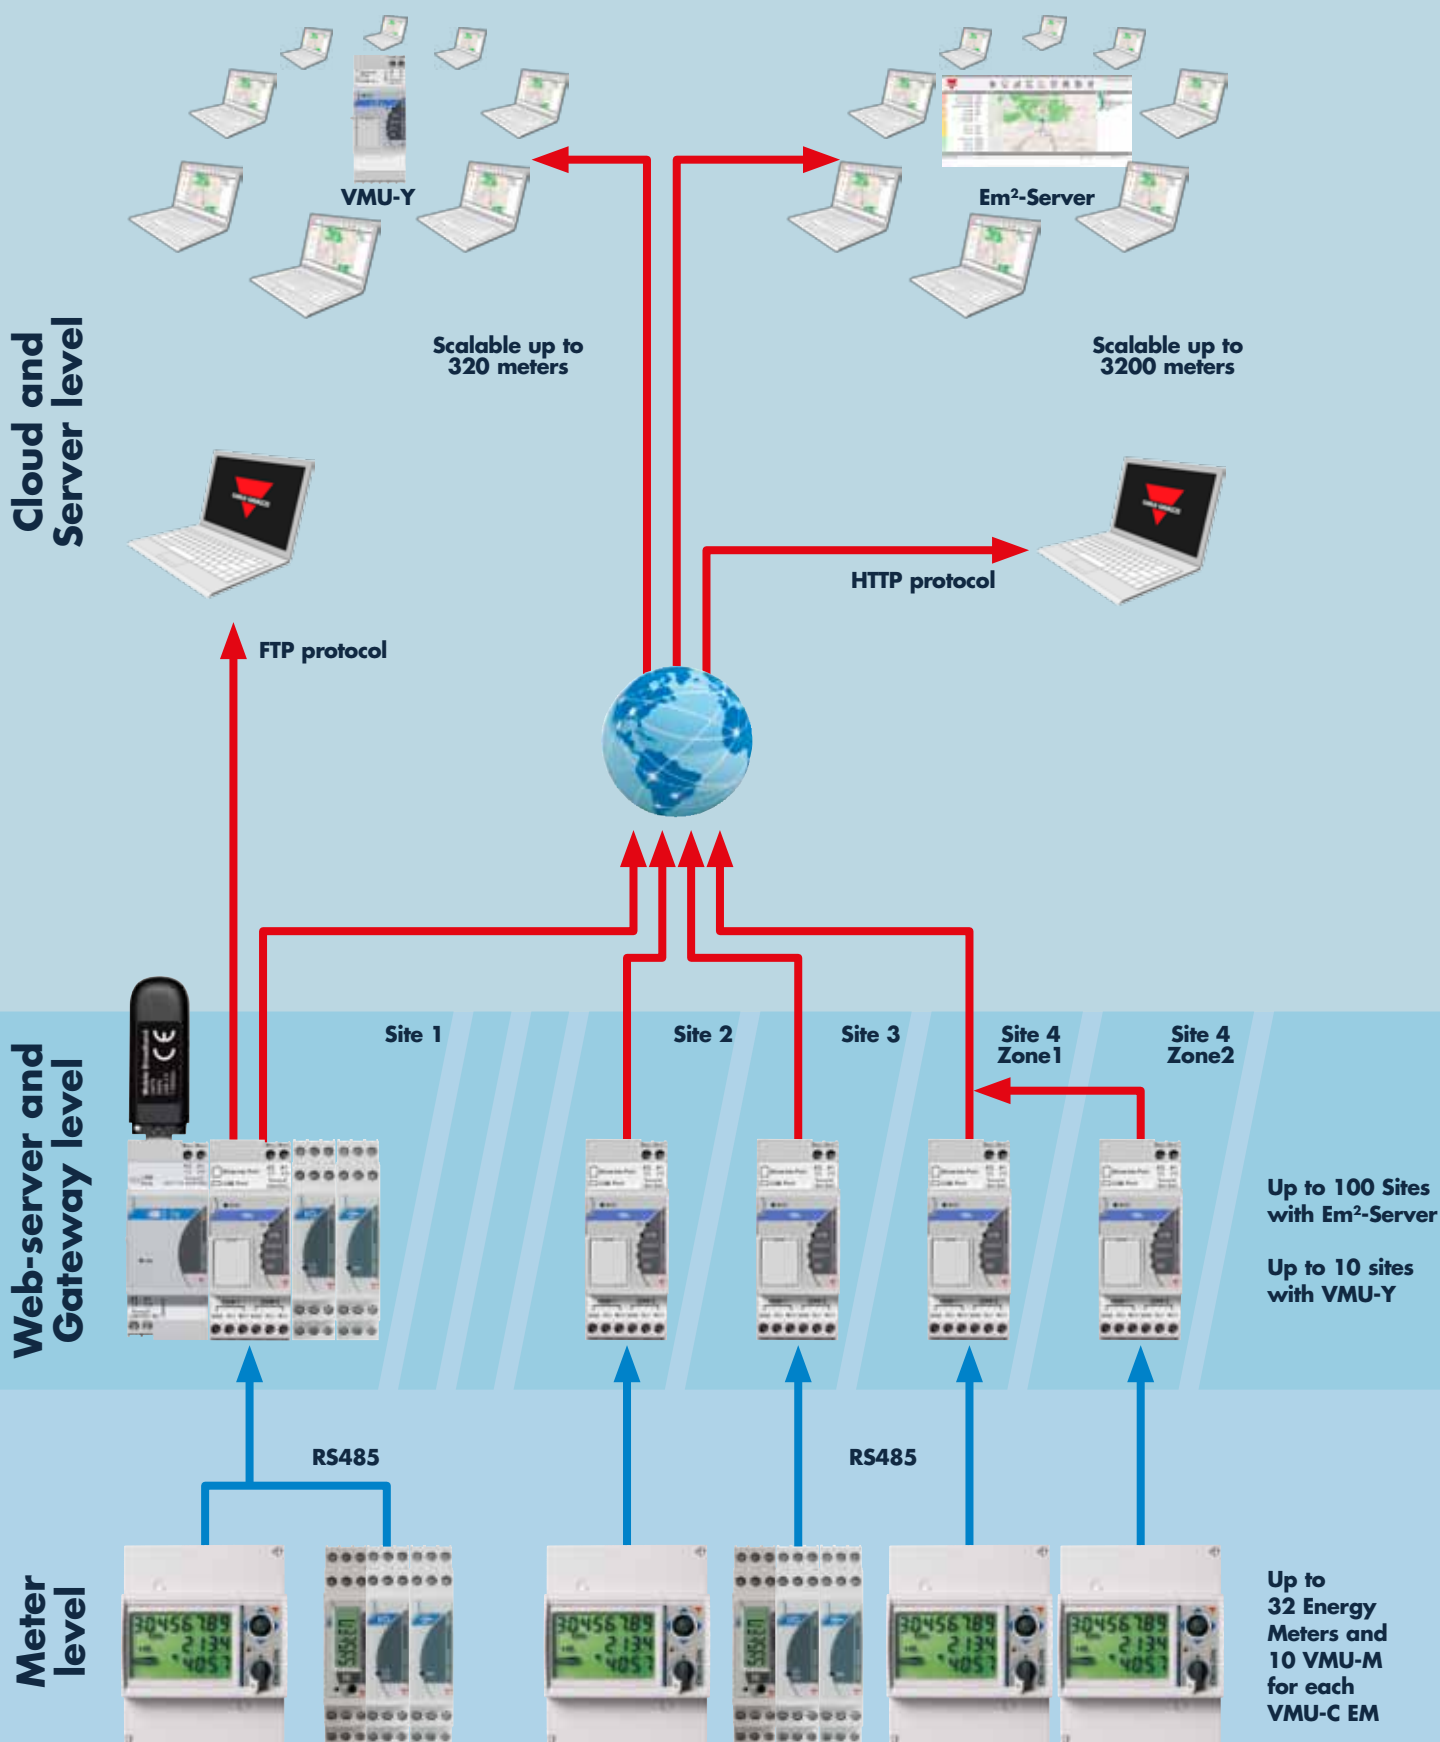 VMU-Y
Em²-Server
Scalable up to
320 meters
Scalable up to
3200 meters
Cloud and
Server level
HTTP protocol
FTP protocol
Site 1
Site 2
Site 3
Site 4
Zone1
Site 4
Zone2
Web-server and
Gateway level
Up to 100 Sites
with Em²-Server
Up to 10 sites
with VMU-Y
RS485
RS485
Meter
level
Up to
32 Energy
Meters and
10 VMU-M
for each
VMU-C EM